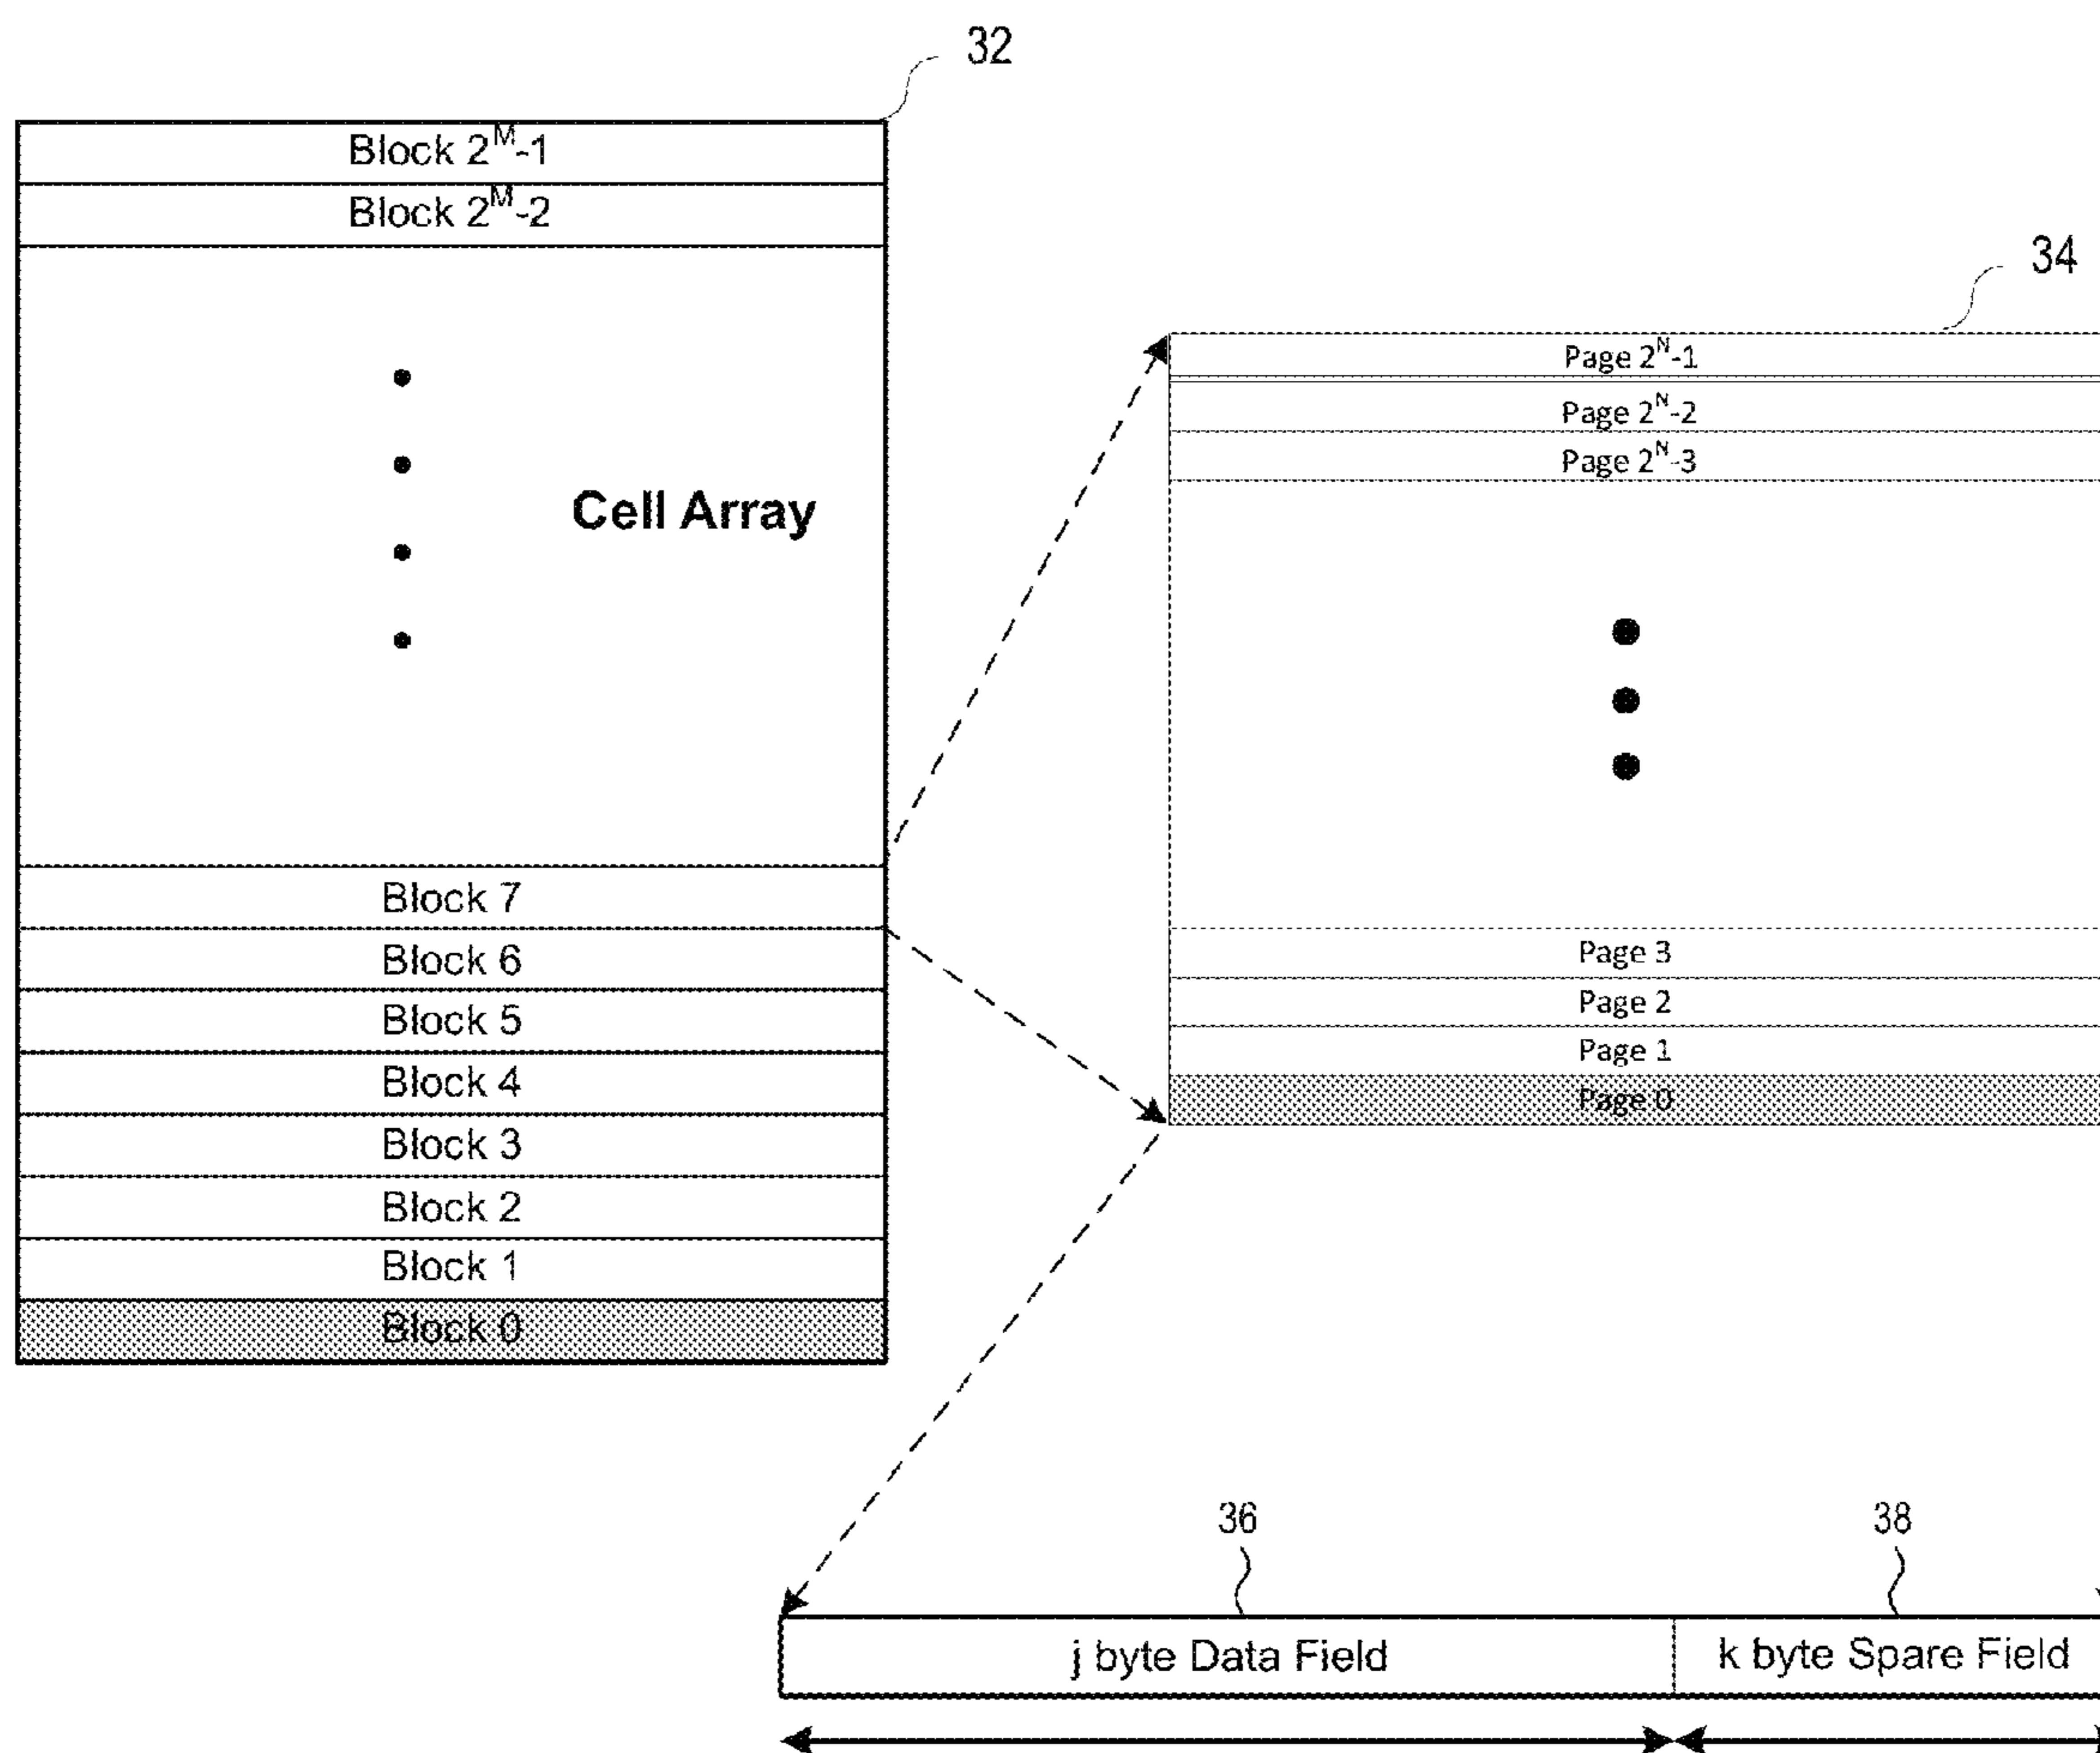 32
Block 2^M-1
Block 2^M-2
Cell Array
Block 7
Block 6
Block 5
Block 4
Block 3
Block 2
Block 1
Block 0
34
Page 2^N-1
Page 2^N-2
Page 2^N-3
Page 3
Page 2
Page 1
Page 0
36
38
j byte Data Field
k byte Spare Field